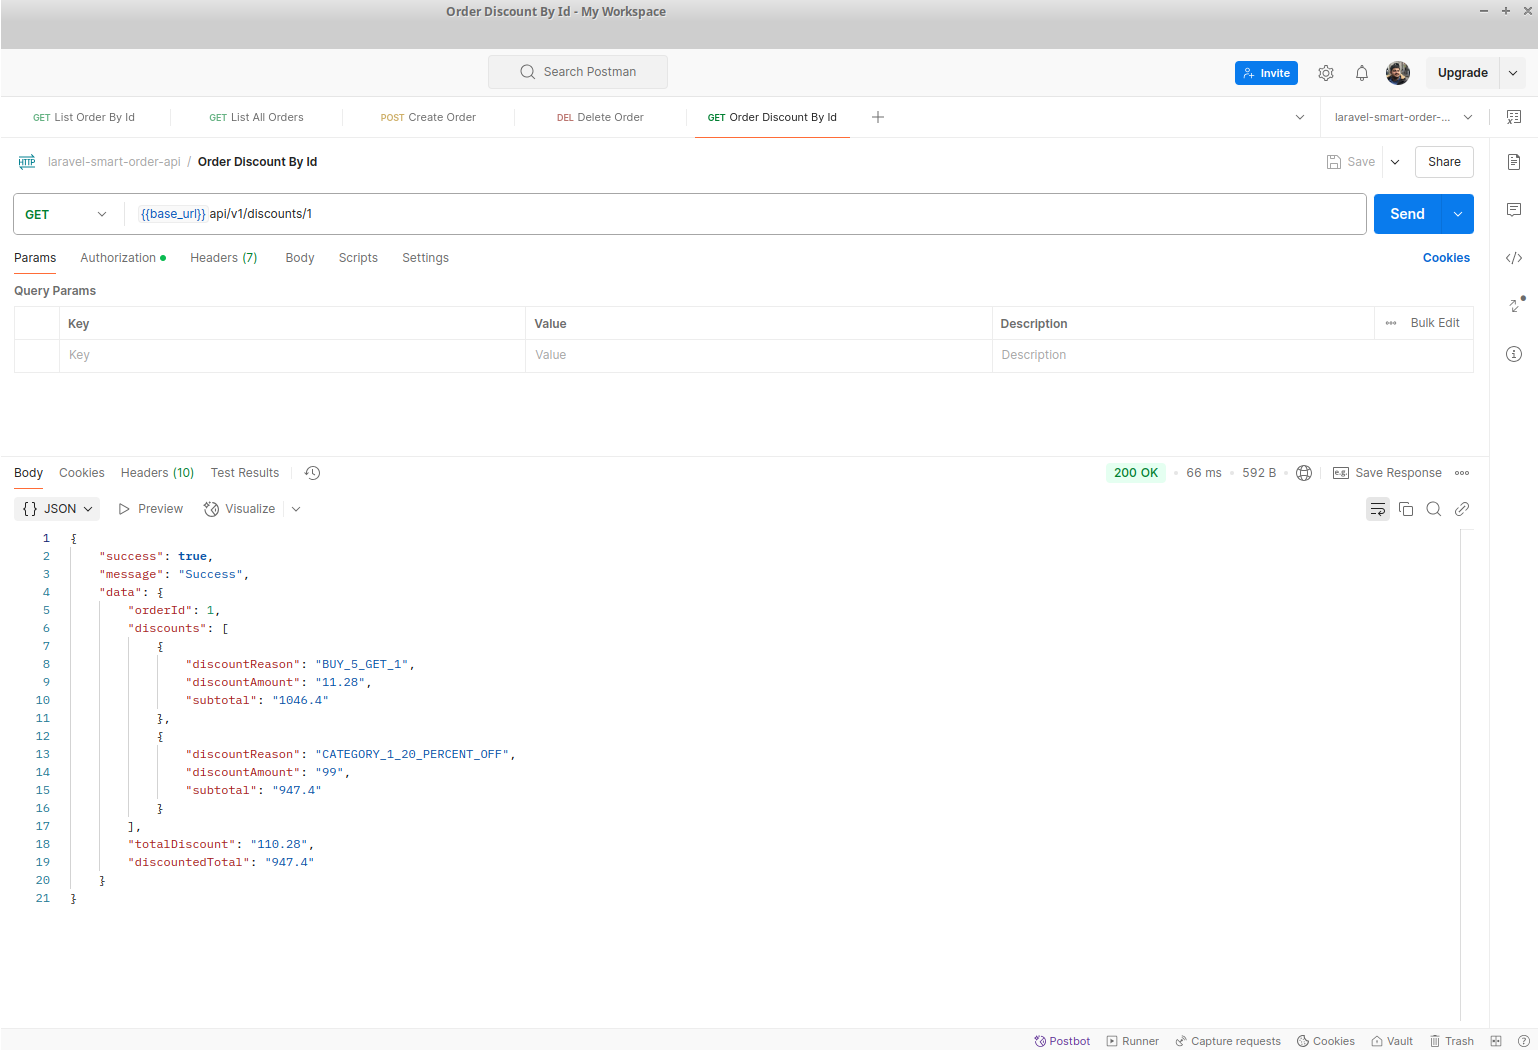 Order Discount By Id - My Workspace
Search Postman
Invite
Upgrade
GET List Order By Id
GET List All Orders
POST Create Order
DEL Delete Order
GET Order Discount By Id
laravel-smart-order-...
HTTP laravel-smart-order-api / Order Discount By Id
Save
Share
GET
{{base_url}} api/v1/discounts/1
Send
Params Authorization Headers (7) Body Scripts Settings
Cookies
Query Params
Key Value Description Bulk Edit
Key Value Description
Body Cookies Headers (10) Test Results
200 OK 66 ms 592 B
e.g. Save Response
{} JSON Preview Visualize
1 {
2 "success": true,
3 "message": "Success",
4 "data": {
5 "orderId": 1,
6 "discounts": [
7 {
8 "discountReason": "BUY_5_GET_1",
9 "discountAmount": "11.28",
10 "subtotal": "1046.4"
11 },
12 {
13 "discountReason": "CATEGORY_1_20_PERCENT_OFF",
14 "discountAmount": "99",
15 "subtotal": "947.4"
16 }
17 ],
18 "totalDiscount": "110.28",
19 "discountedTotal": "947.4"
20 }
21 }
Postbot Runner Capture requests Cookies Vault Trash